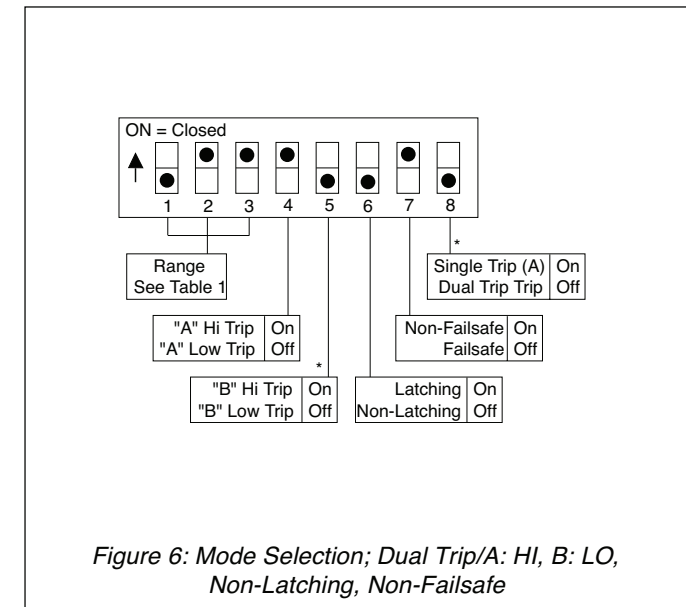 ON = Closed
1 2 3 4 5 6 7 8
*
Range
See Table 1
Single Trip (A) On
Dual Trip Trip Off
"A" Hi Trip On
"A" Low Trip Off
Non-Failsafe On
Failsafe Off
*
"B" Hi Trip On
"B" Low Trip Off
Latching On
Non-Latching Off
Figure 6: Mode Selection; Dual Trip/A: HI, B: LO,
Non-Latching, Non-Failsafe